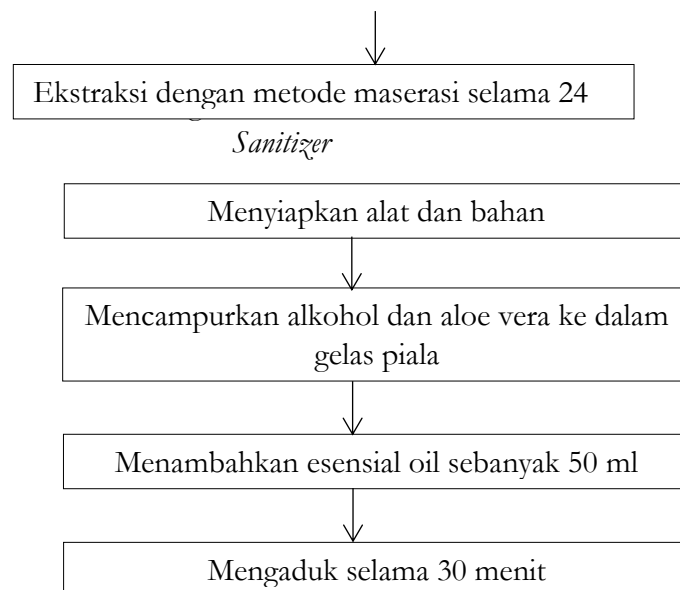 Ekstraksi dengan metode maserasi selama 24
Sanitizer
Menyiapkan alat dan bahan
Mencampurkan alkohol dan aloe vera ke dalam
gelas piala
Menambahkan esensial oil sebanyak 50 ml
Mengaduk selama 30 menit